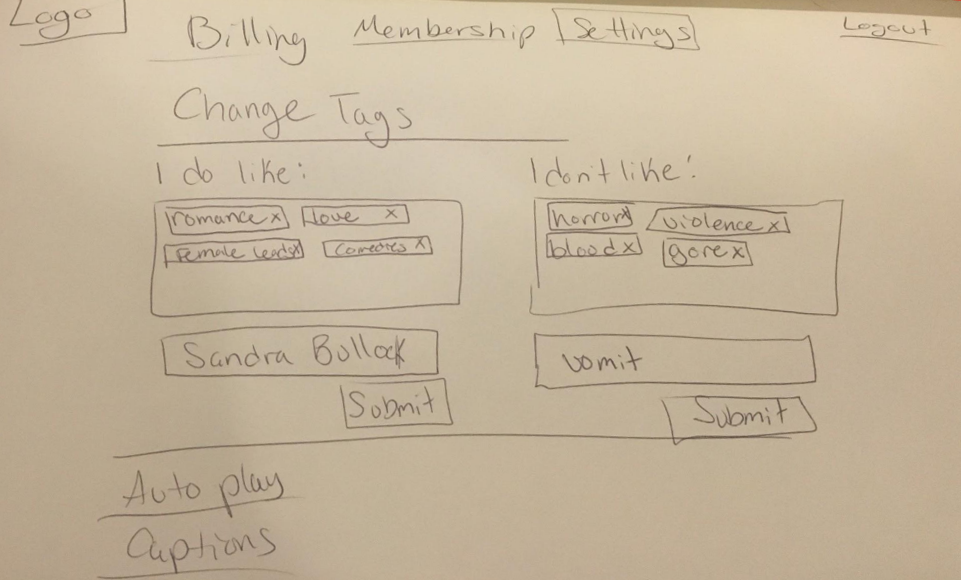 Logo Billing Membership Settings Logout
Change Tags
I do like:
romance x love x
Female leads x Comedies x
I don't like:
horror x violence x
blood x gore x
Sandra Bullock
Submit
vomit
Submit
Auto play
Captions